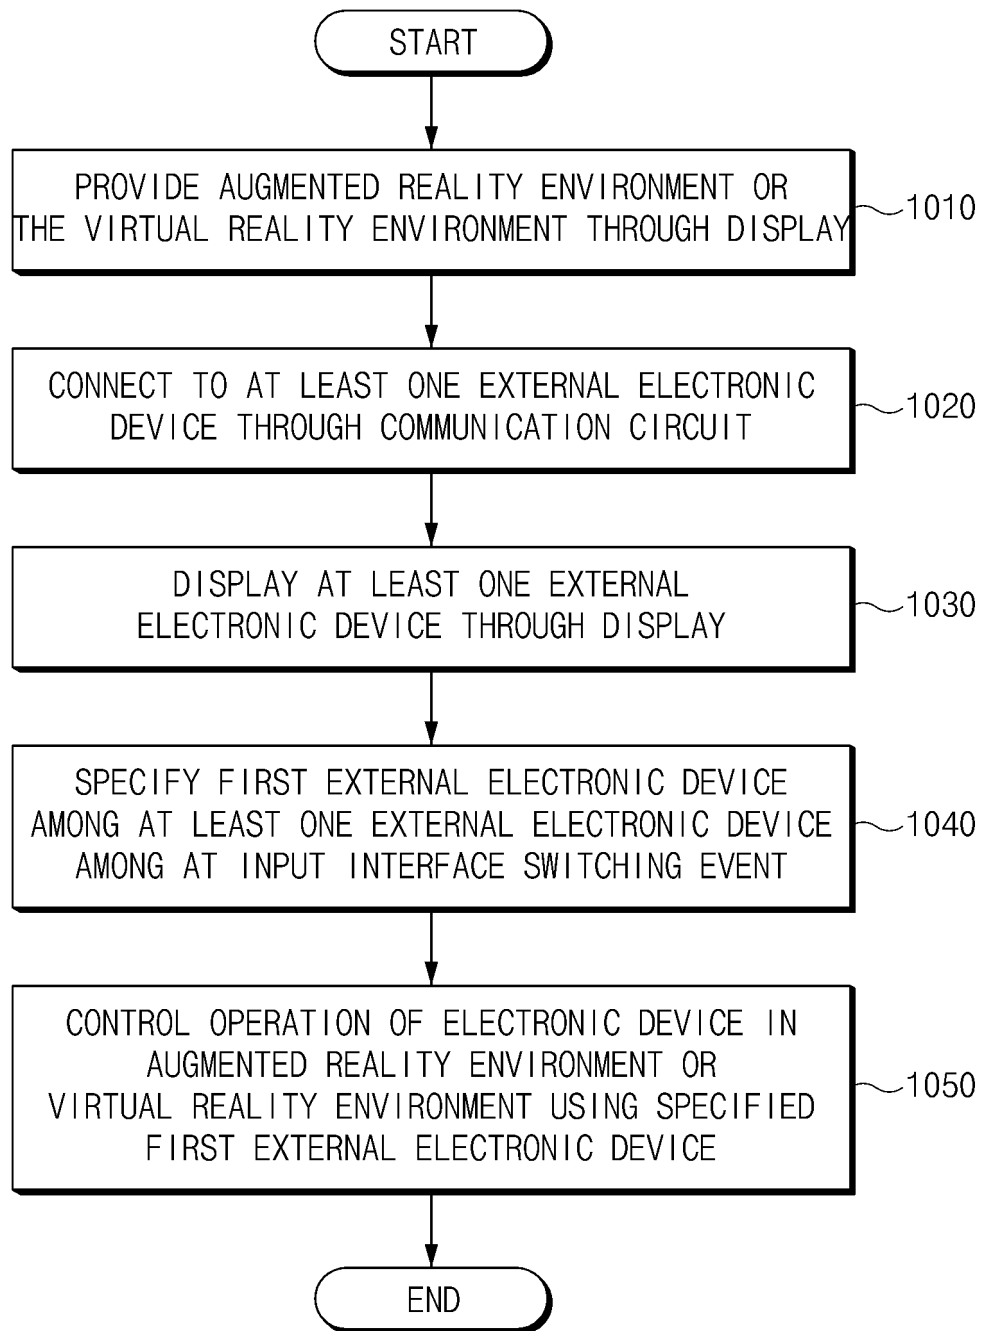 START
PROVIDE AUGMENTED REALITY ENVIRONMENT OR
THE VIRTUAL REALITY ENVIRONMENT THROUGH DISPLAY
1010
CONNECT TO AT LEAST ONE EXTERNAL ELECTRONIC
DEVICE THROUGH COMMUNICATION CIRCUIT
1020
DISPLAY AT LEAST ONE EXTERNAL
ELECTRONIC DEVICE THROUGH DISPLAY
1030
SPECIFY FIRST EXTERNAL ELECTRONIC DEVICE
AMONG AT LEAST ONE EXTERNAL ELECTRONIC DEVICE
AMONG AT INPUT INTERFACE SWITCHING EVENT
1040
CONTROL OPERATION OF ELECTRONIC DEVICE IN
AUGMENTED REALITY ENVIRONMENT OR
VIRTUAL REALITY ENVIRONMENT USING SPECIFIED
FIRST EXTERNAL ELECTRONIC DEVICE
1050
END